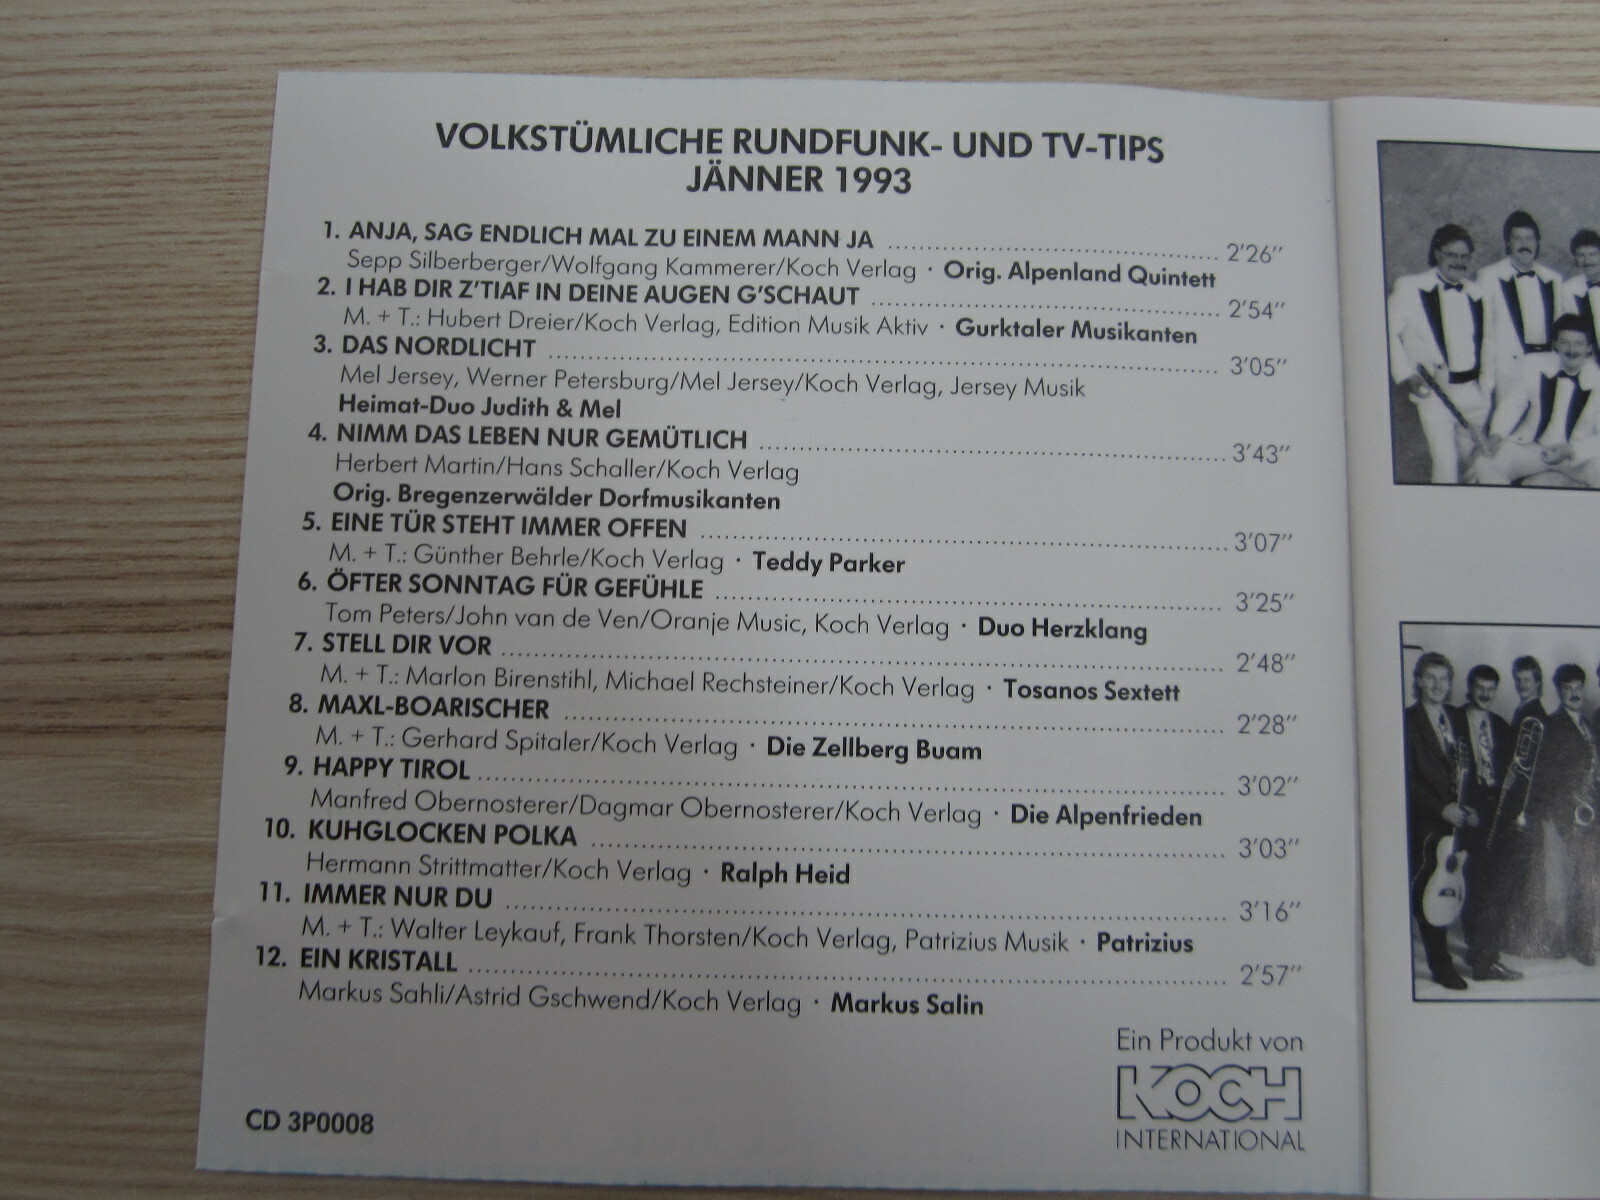 VOLKSTÜMLICHE RUNDFUNK- UND TV-TIPS
JÄNNER 1993
1. ANJA, SAG ENDLICH MAL ZU EINEM MANN JA ........................ 2'26"
Sepp Silberberger/Wolfgang Kammerer/Koch Verlag · Orig. Alpenland Quintett
2. I HAB DIR Z'TIAF IN DEINE AUGEN G'SCHAUT ........................ 2'54"
M. + T.: Hubert Dreier/Koch Verlag, Edition Musik Aktiv · Gurktaler Musikanten
3. DAS NORDLICHT ........................ 3'05"
Mel Jersey, Werner Petersburg/Mel Jersey/Koch Verlag, Jersey Musik
Heimat-Duo Judith & Mel
4. NIMM DAS LEBEN NUR GEMÜTLICH ........................ 3'43"
Herbert Martin/Hans Schaller/Koch Verlag
Orig. Bregenzerwälder Dorfmusikanten
5. EINE TÜR STEHT IMMER OFFEN ........................ 3'07"
M. + T.: Günther Behrle/Koch Verlag · Teddy Parker
6. ÖFTER SONNTAG FÜR GEFÜHLE ........................ 3'25"
Tom Peters/John van de Ven/Oranje Music, Koch Verlag · Duo Herzklang
7. STELL DIR VOR ........................ 2'48"
M. + T.: Marlon Birenstihl, Michael Rechsteiner/Koch Verlag · Tosanos Sextett
8. MAXL-BOARISCHER ........................ 2'28"
M. + T.: Gerhard Spitaler/Koch Verlag · Die Zellberg Buam
9. HAPPY TIROL ........................ 3'02"
Manfred Obernosterer/Dagmar Obernosterer/Koch Verlag · Die Alpenfrieden
10. KUHGLOCKEN POLKA ........................ 3'03"
Hermann Strittmatter/Koch Verlag · Ralph Heid
11. IMMER NUR DU ........................ 3'16"
M. + T.: Walter Leykauf, Frank Thorsten/Koch Verlag, Patrizius Musik · Patrizius
12. EIN KRISTALL ........................ 2'57"
Markus Sahli/Astrid Gschwend/Koch Verlag · Markus Salin
Ein Produkt von
KOCH
INTERNATIONAL
CD 3P0008